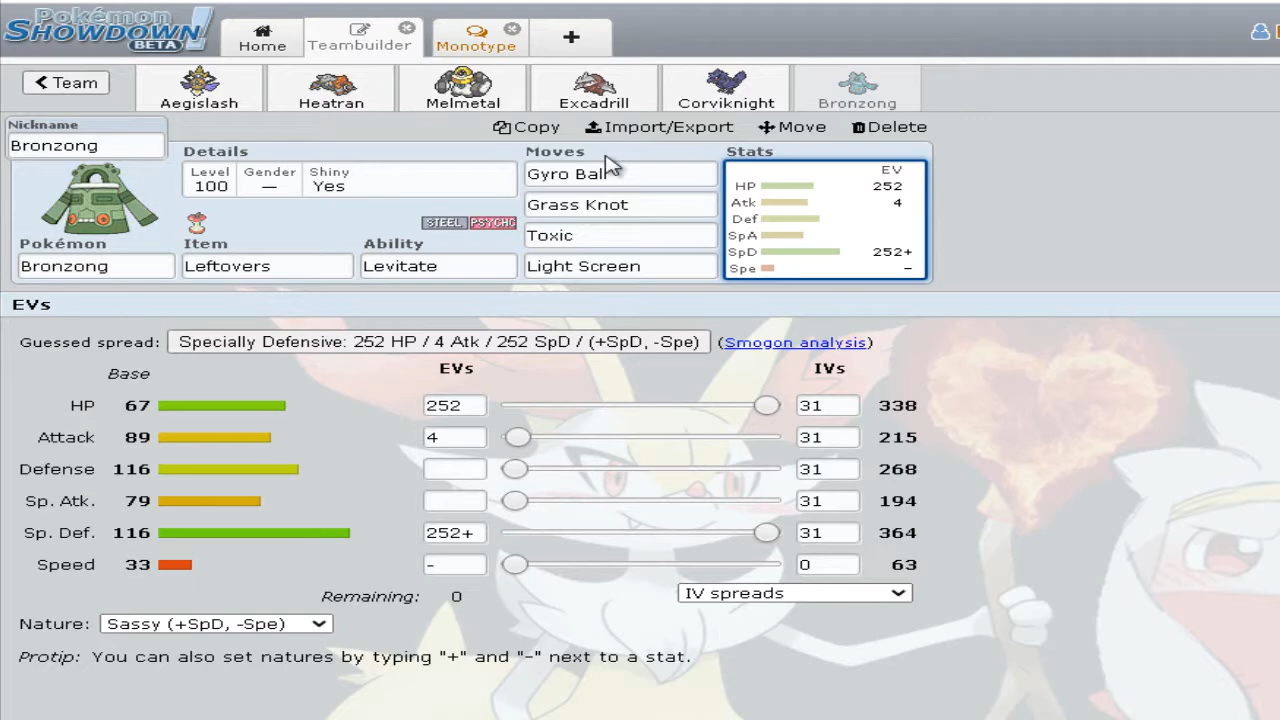 Pokémon
SHOWDOWN!
BETA
Home
Teambuilder
Monotype
+
< Team
Aegislash
Heatran
Melmetal
Excadrill
Corviknight
Bronzong
Copy
Import/Export
Move
Delete
Nickname
Bronzong
Details
Level
100
Gender
—
Shiny
Yes
STEEL
PSYCHC
Pokémon
Bronzong
Item
Leftovers
Ability
Levitate
Moves
Gyro Ball
Grass Knot
Toxic
Light Screen
Stats
EV
HP 252
Atk 4
Def
SpA
SpD 252+
Spe –
EVs
Guessed spread: Specially Defensive: 252 HP / 4 Atk / 252 SpD / (+SpD, -Spe) (Smogon analysis)
Base EVs IVs
HP 67 252 31 338
Attack 89 4 31 215
Defense 116 31 268
Sp. Atk. 79 31 194
Sp. Def. 116 252+ 31 364
Speed 33 - 0 63
Remaining: 0
IV spreads
Nature: Sassy (+SpD, -Spe)
Protip: You can also set natures by typing "+" and "-" next to a stat.